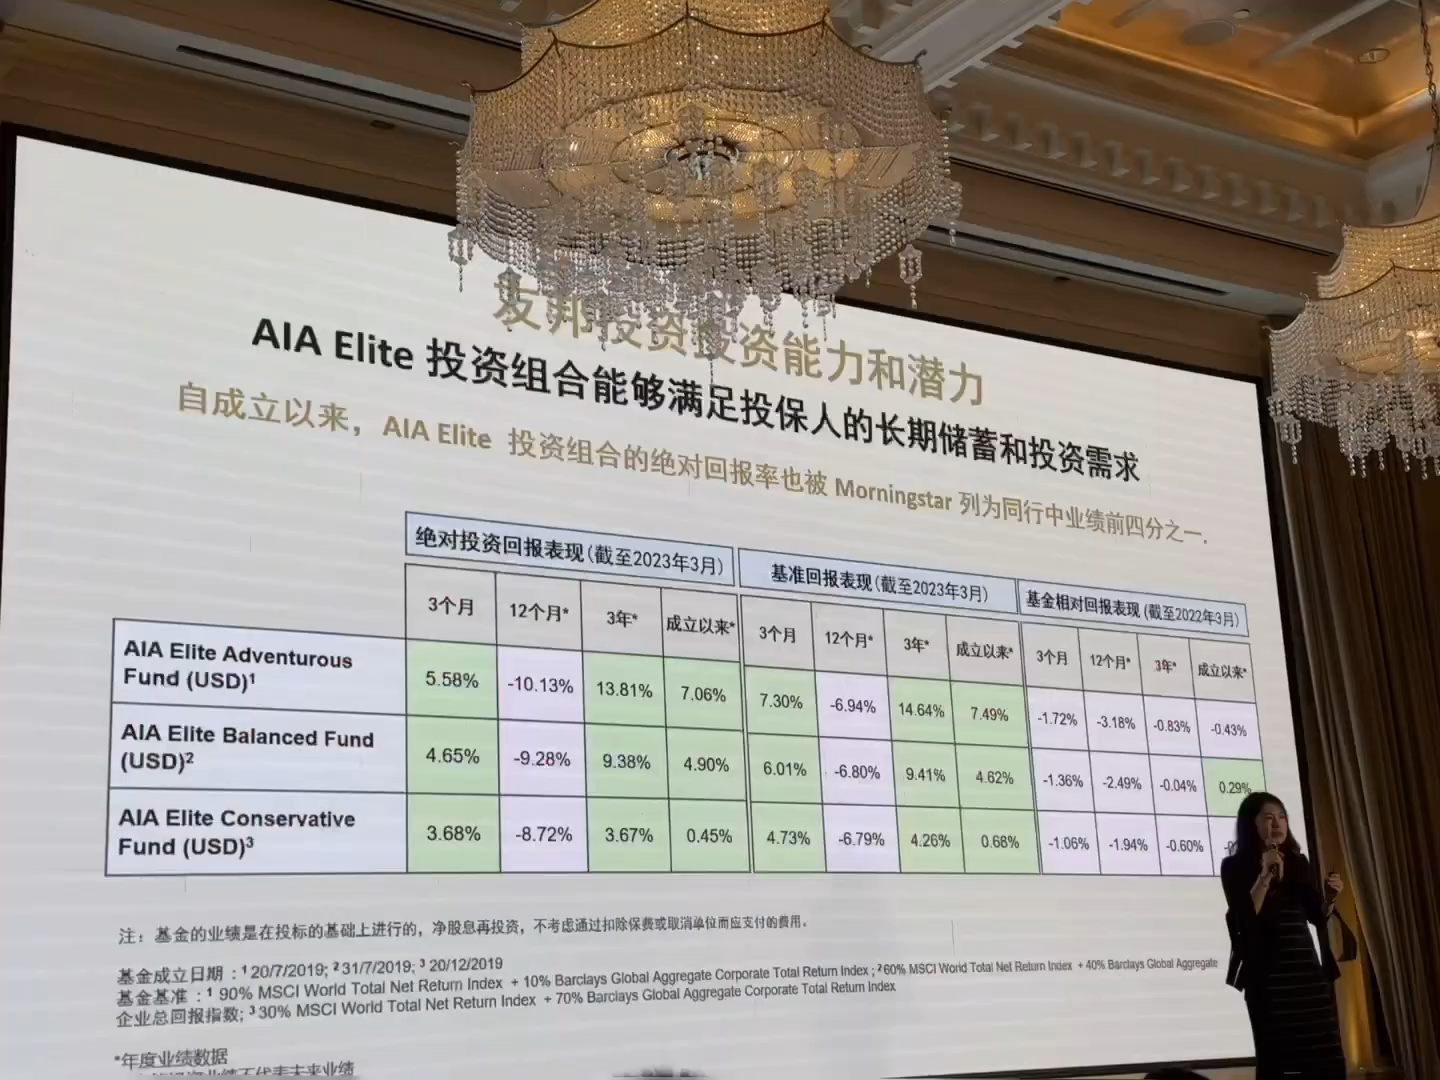 友邦投资投资能力和潜力
AIA Elite 投资组合能够满足投保人的长期储蓄和投资需求
自成立以来，AIA Elite 投资组合的绝对回报率也被 Morningstar 列为同行中业绩前四分之一.
绝对投资回报表现(截至2023年3月) 基准回报表现(截至2023年3月) 基金相对回报表现 (截至2022年3月)
3个月 12个月* 3年* 成立以来* 3个月 12个月* 3年* 成立以来* 3个月 12个月* 3年* 成立以来*
AIA Elite Adventurous
Fund (USD)¹ 5.58% -10.13% 13.81% 7.06% 7.30% -6.94% 14.64% 7.49% -1.72% -3.18% -0.83% -0.43%
AIA Elite Balanced Fund
(USD)² 4.65% -9.28% 9.38% 4.90% 6.01% -6.80% 9.41% 4.62% -1.36% -2.49% -0.04% 0.29%
AIA Elite Conservative
Fund (USD)³ 3.68% -8.72% 3.67% 0.45% 4.73% -6.79% 4.26% 0.68% -1.06% -1.94% -0.60%
注：基金的业绩是在投标的基础上进行的，净股息再投资，不考虑通过扣除保费或取消单位而应支付的费用。
基金成立日期：¹ 20/7/2019; ² 31/7/2019; ³ 20/12/2019
基金基准：¹ 90% MSCI World Total Net Return Index + 10% Barclays Global Aggregate Corporate Total Return Index ; ² 60% MSCI World Total Net Return Index + 40% Barclays Global Aggregate
企业总回报指数; ³ 30% MSCI World Total Net Return Index + 70% Barclays Global Aggregate Corporate Total Return Index
*年度业绩数据
业绩不代表未来业绩